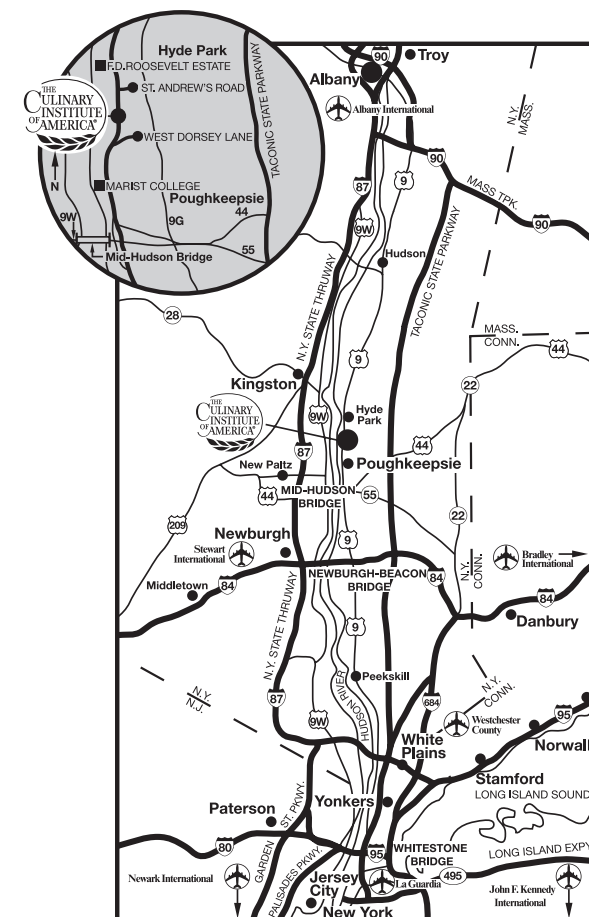 Hyde Park
F.D. ROOSEVELT ESTATE
ST. ANDREW'S ROAD
THE
CULINARY
INSTITUTE
OF AMERICA®
WEST DORSEY LANE
TACONIC STATE PARKWAY
N
MARIST COLLEGE
Poughkeepsie
9W
9G
44
55
Mid-Hudson Bridge
90
Troy
Albany
Albany International
N.Y.
MASS.
90
87
9
MASS TPK.
90
9W
Hudson
N.Y. STATE THRUWAY
TACONIC STATE PARKWAY
28
MASS.
CONN.
44
9
22
Kingston
THE
CULINARY
INSTITUTE
OF AMERICA®
9W
Hyde
Park
44
87
New Paltz
Poughkeepsie
44
MID-HUDSON
BRIDGE
55
209
22
9
Newburgh
Stewart
International
Bradley
International
NEWBURGH-BEACON
BRIDGE
84
N.Y.
CONN.
84
84
Middletown
Danbury
N.Y. STATE THRUWAY
9
Peekskill
HUDSON RIVER
N.Y.
N.J.
87
9W
684
N.Y.
CONN.
Westchester
County
95
White
Plains
Norwal
Stamford
LONG ISLAND SOUND
Paterson
GARDEN ST. PKWY.
Yonkers
80
PALISADES PKWY.
95
WHITESTONE
BRIDGE
LONG ISLAND EXPY
Newark International
Jersey
City
La Guardia
495
John F. Kennedy
International
New York